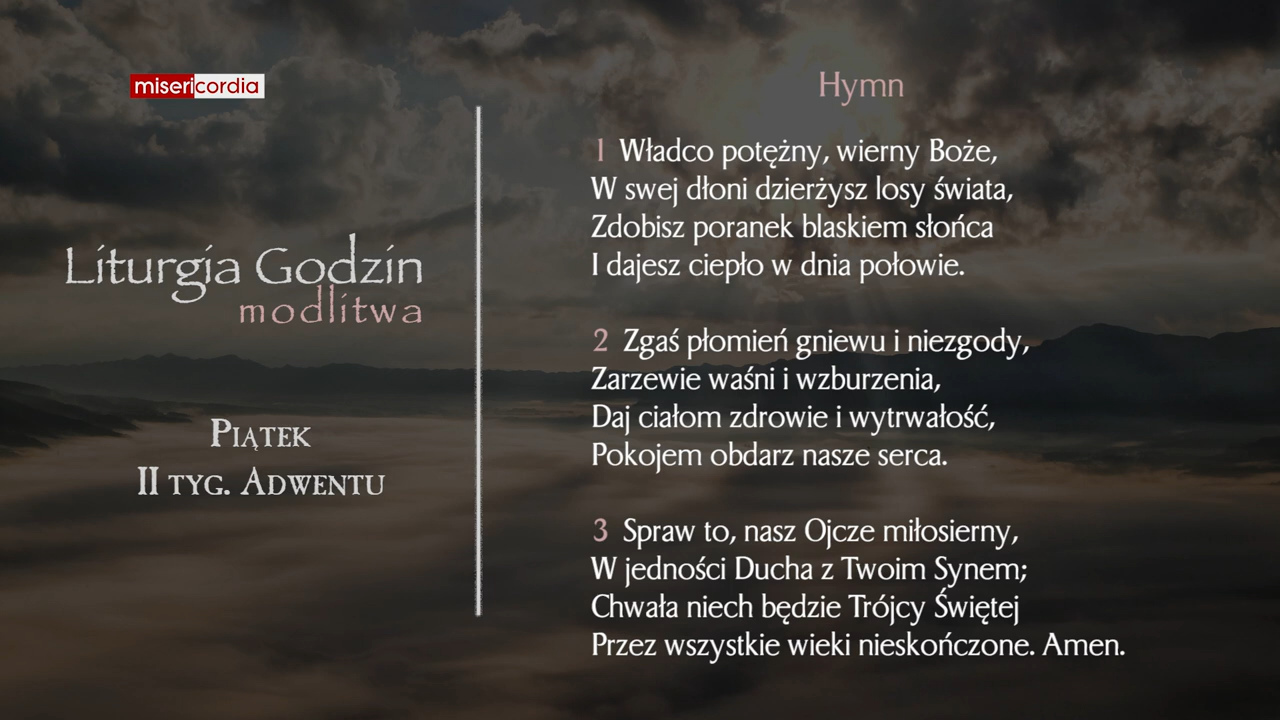 misericordia
Liturgia Godzin
modlitwa
Piątek
II tyg. Adwentu
Hymn
1 Władco potężny, wierny Boże,
W swej dłoni dzierżysz losy świata,
Zdobisz poranek blaskiem słońca
I dajesz ciepło w dnia połowie.
2 Zgaś płomień gniewu i niezgody,
Zarzewie waśni i wzburzenia,
Daj ciałom zdrowie i wytrwałość,
Pokojem obdarz nasze serca.
3 Spraw to, nasz Ojcze miłosierny,
W jedności Ducha z Twoim Synem;
Chwała niech będzie Trójcy Świętej
Przez wszystkie wieki nieskończone. Amen.